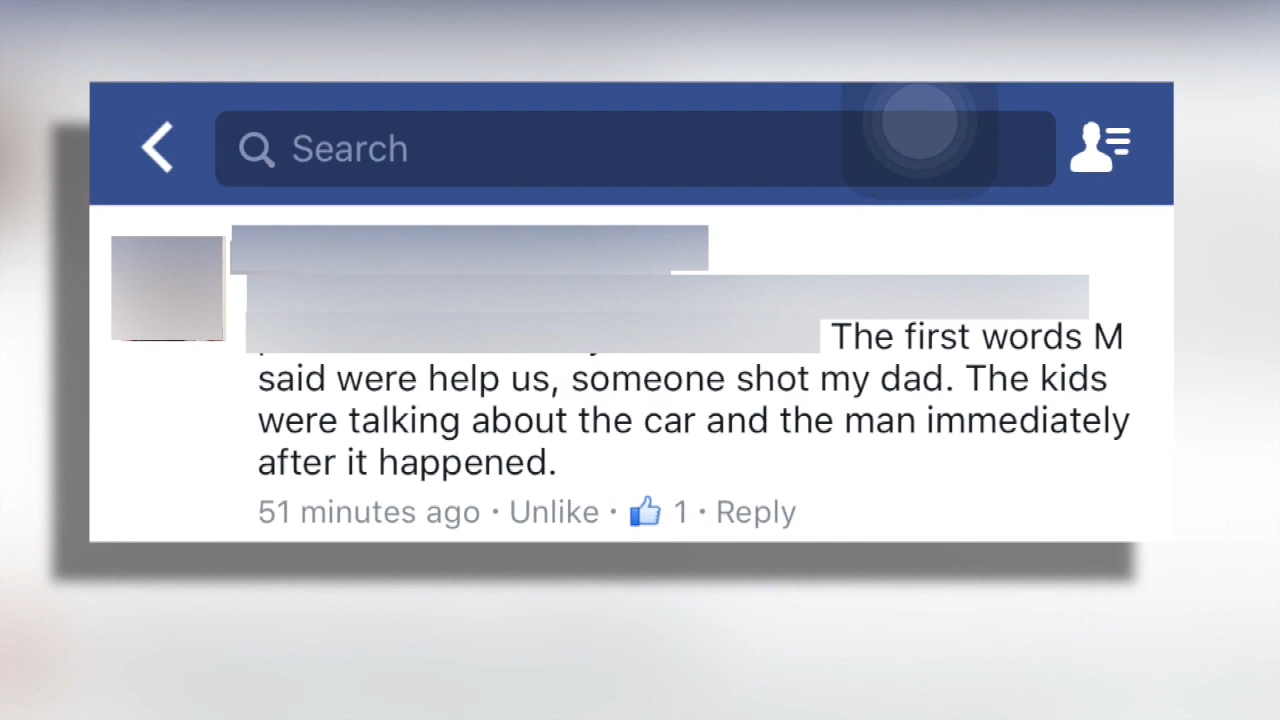 Search
The first words M
said were help us, someone shot my dad. The kids
were talking about the car and the man immediately
after it happened.
51 minutes ago · Unlike · 1 · Reply